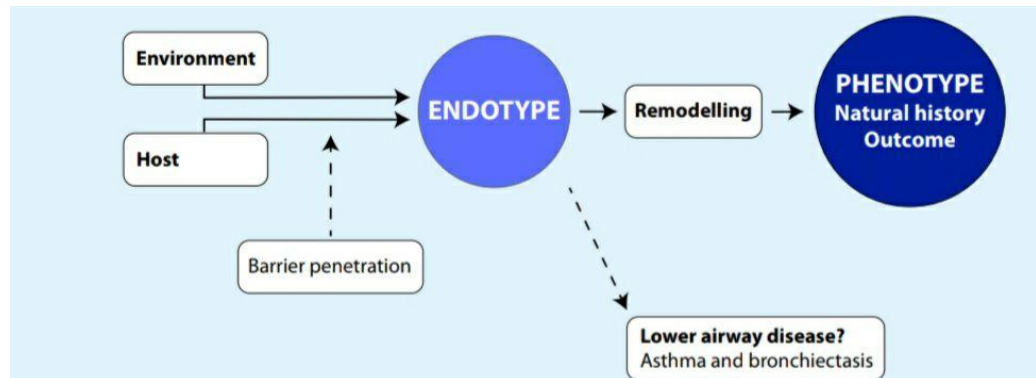 Environment
Host
Barrier penetration
ENDOTYPE
Remodelling
PHENOTYPE
Natural history
Outcome
Lower airway disease?
Asthma and bronchiectasis